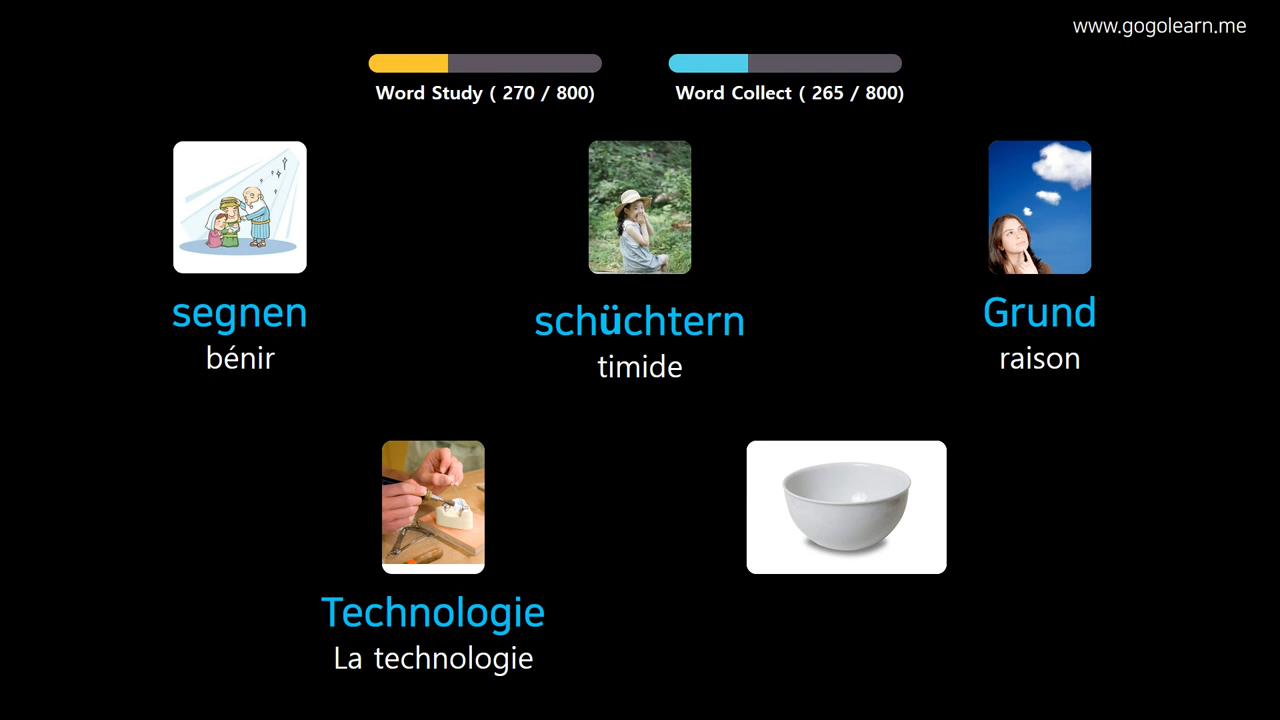 www.gogolearn.me
Word Study ( 270 / 800)
Word Collect ( 265 / 800)
segnen
bénir
schüchtern
timide
Grund
raison
Technologie
La technologie